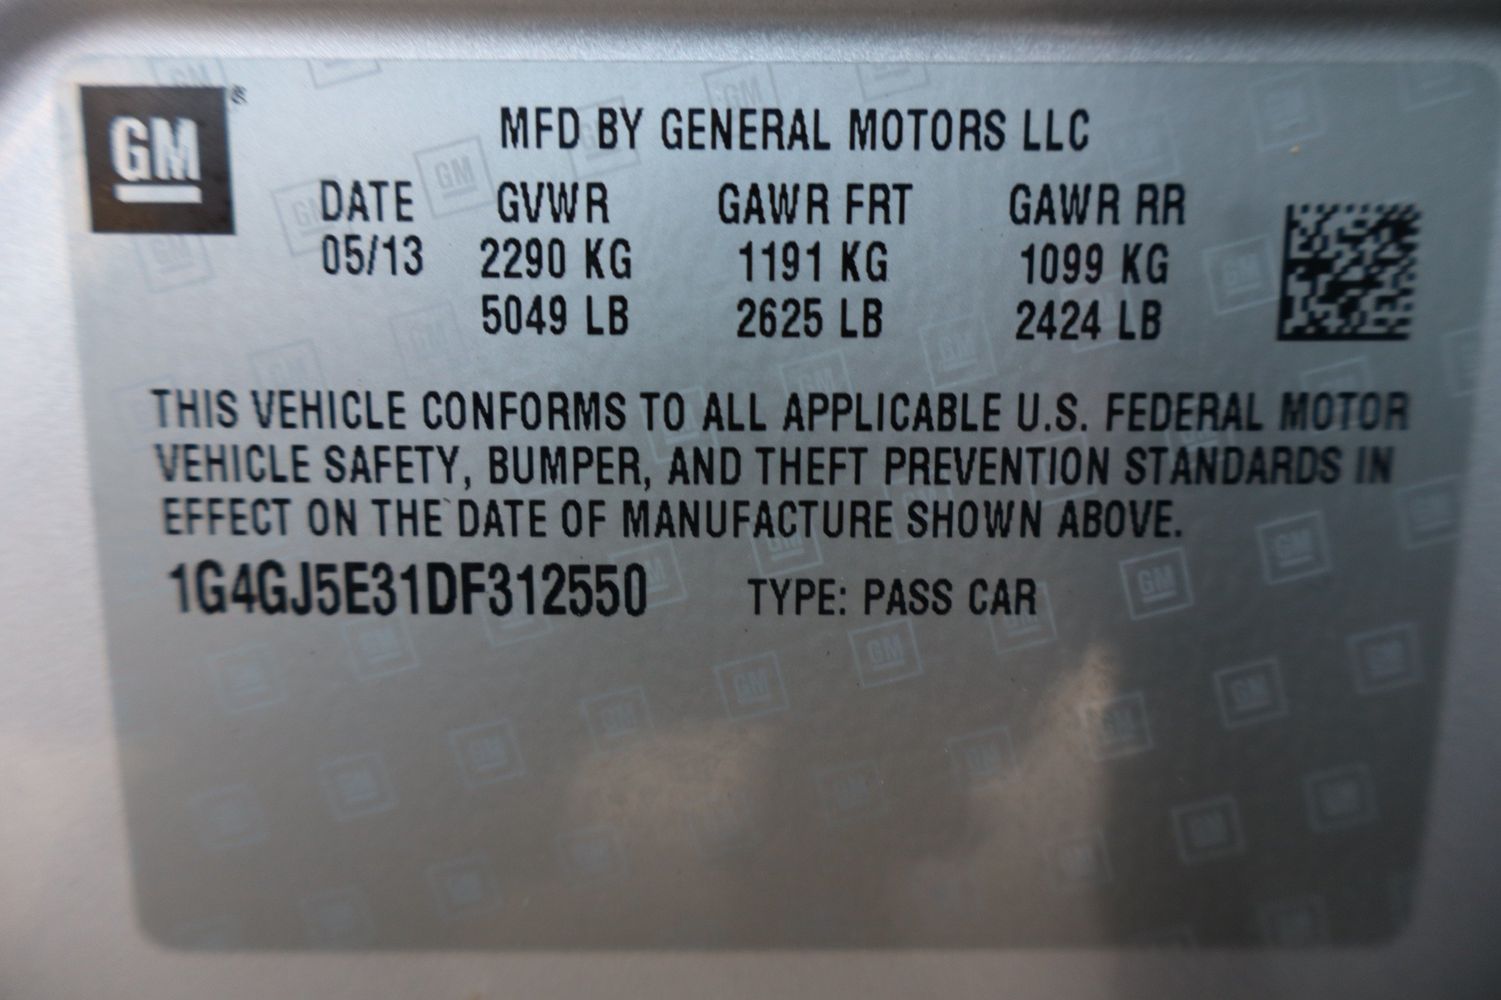 GM
MFD BY GENERAL MOTORS LLC
DATE GVWR GAWR FRT GAWR RR
05/13 2290 KG 1191 KG 1099 KG
5049 LB 2625 LB 2424 LB
THIS VEHICLE CONFORMS TO ALL APPLICABLE U.S. FEDERAL MOTOR
VEHICLE SAFETY, BUMPER, AND THEFT PREVENTION STANDARDS IN
EFFECT ON THE DATE OF MANUFACTURE SHOWN ABOVE.
1G4GJ5E31DF312550 TYPE: PASS CAR